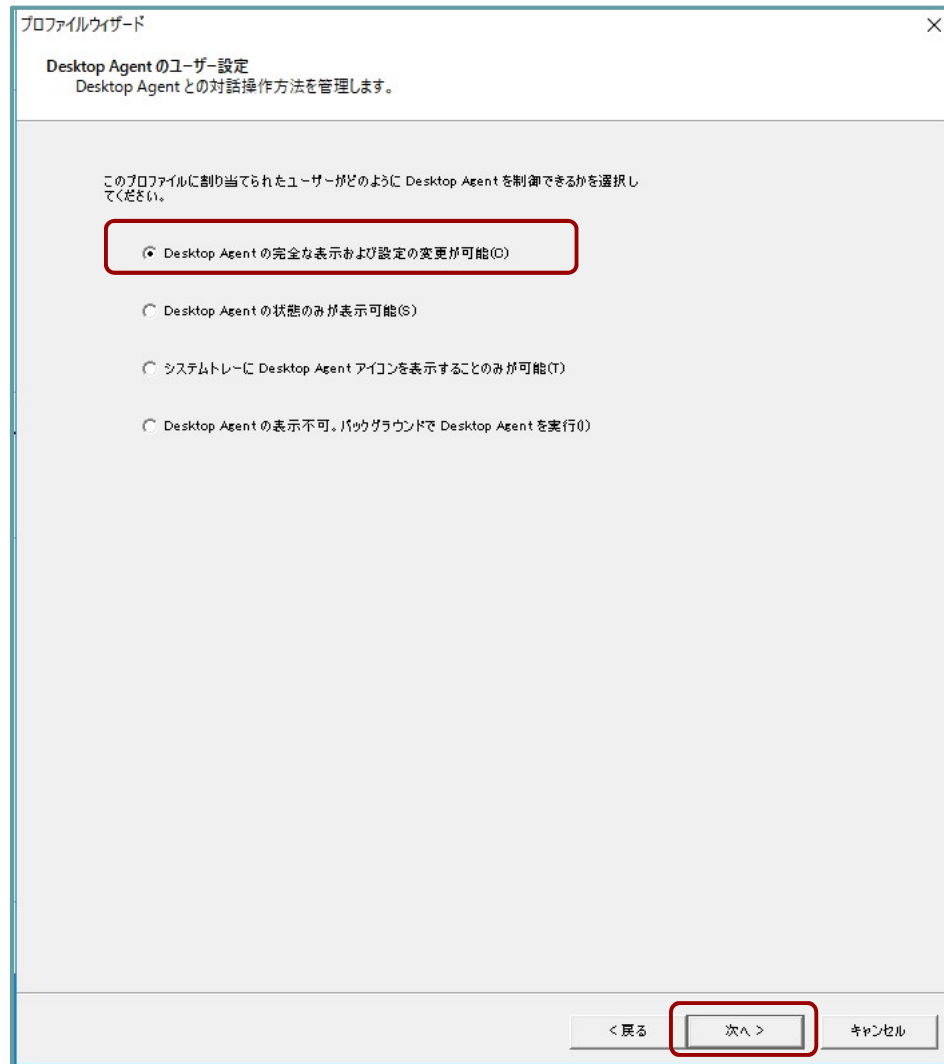 プロファイルウィザード
Desktop Agent のユーザー設定
Desktop Agent との対話操作方法を管理します。
このプロファイルに割り当てられたユーザーがどのように Desktop Agent を制御できるかを選択し
てください。
Desktop Agent の完全な表示および設定の変更が可能(C)
Desktop Agent の状態のみが表示可能(S)
システムトレーに Desktop Agent アイコンを表示することのみが可能(T)
Desktop Agent の表示不可。バックグラウンドで Desktop Agent を実行(I)
< 戻る 次へ > キャンセル